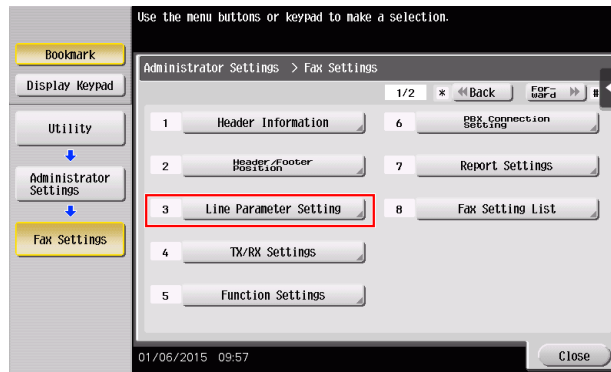 Use the menu buttons or keypad to make a selection.
Bookmark
Display Keypad
Utility
Administrator
Settings
Fax Settings
Administrator Settings > Fax Settings
1/2 * Back For-
ward #
1 Header Information
2 Header/Footer
Position
3 Line Parameter Setting
4 TX/RX Settings
5 Function Settings
6 PBX Connection
Setting
7 Report Settings
8 Fax Setting List
01/06/2015 09:57
Close